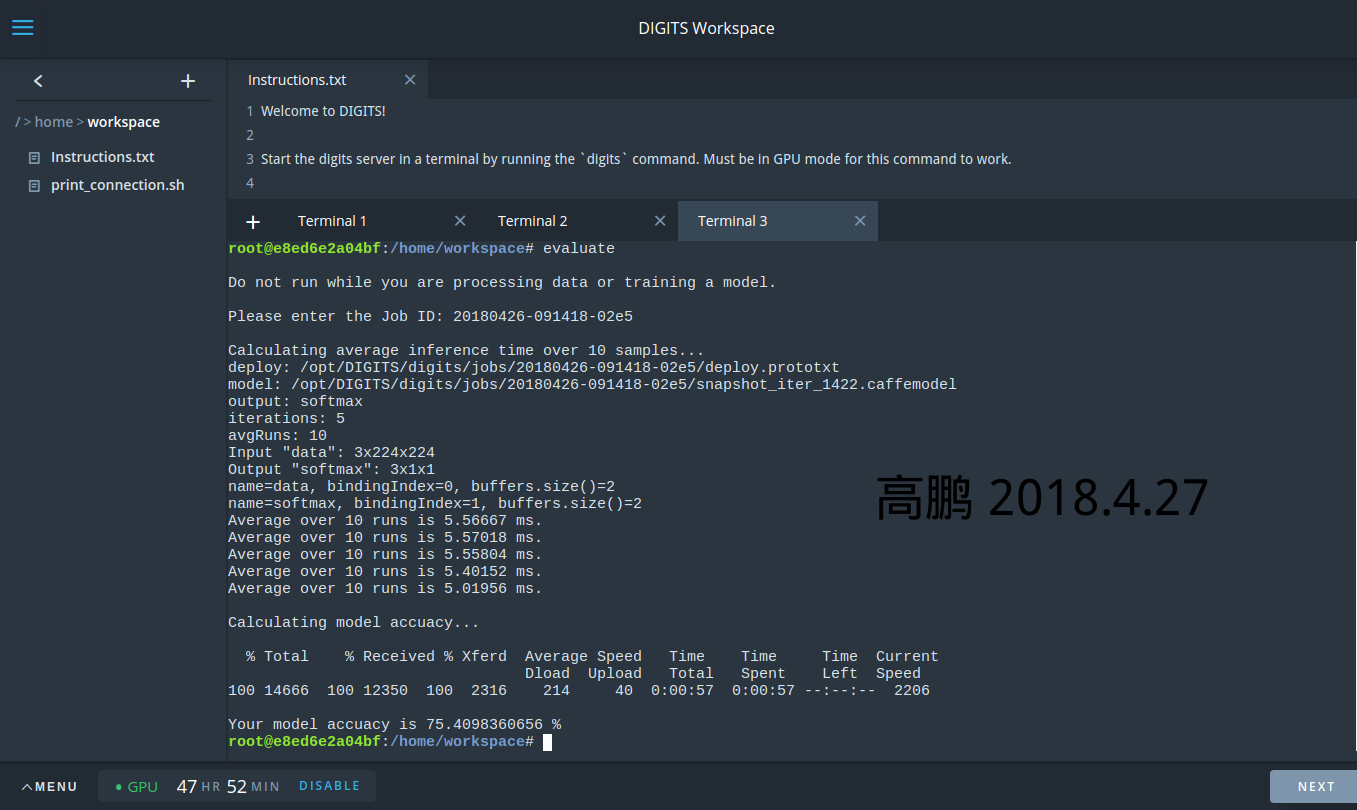 DIGITS Workspace
Instructions.txt
1 Welcome to DIGITS!
2
3 Start the digits server in a terminal by running the `digits` command. Must be in GPU mode for this command to work.
4
/ > home > workspace
Instructions.txt
print_connection.sh
Terminal 1
Terminal 2
Terminal 3
root@e8ed6e2a04bf:/home/workspace# evaluate
Do not run while you are processing data or training a model.
Please enter the Job ID: 20180426-091418-02e5
Calculating average inference time over 10 samples...
deploy: /opt/DIGITS/digits/jobs/20180426-091418-02e5/deploy.prototxt
model: /opt/DIGITS/digits/jobs/20180426-091418-02e5/snapshot_iter_1422.caffemodel
output: softmax
iterations: 5
avgRuns: 10
Input "data": 3x224x224
Output "softmax": 3x1x1
name=data, bindingIndex=0, buffers.size()=2
name=softmax, bindingIndex=1, buffers.size()=2
Average over 10 runs is 5.56667 ms.
Average over 10 runs is 5.57018 ms.
Average over 10 runs is 5.55804 ms.
Average over 10 runs is 5.40152 ms.
Average over 10 runs is 5.01956 ms.
高鹏 2018.4.27
Calculating model accuacy...
% Total % Received % Xferd Average Speed Time Time Time Current
Dload Upload Total Spent Left Speed
100 14666 100 12350 100 2316 214 40 0:00:57 0:00:57 --:--:-- 2206
Your model accuacy is 75.4098360656 %
root@e8ed6e2a04bf:/home/workspace#
MENU
GPU 47 HR 52 MIN DISABLE
NEXT